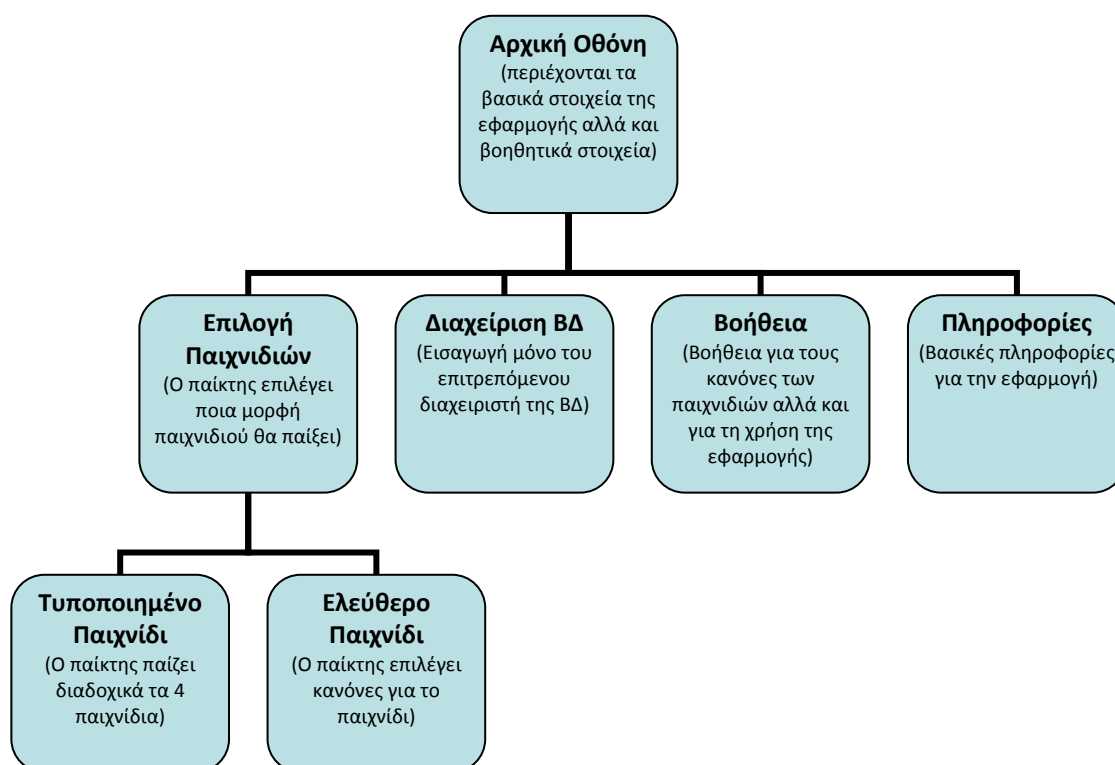 Αρχική Οθόνη
(περιέχονται τα
βασικά στοιχεία της
εφαρμογής αλλά και
βοηθητικά στοιχεία)
Επιλογή
Παιχνιδιών
(Ο παίκτης επιλέγει
ποια μορφή
παιχνιδιού θα παίξει)
Διαχείριση ΒΔ
(Εισαγωγή μόνο του
επιτρεπόμενου
διαχειριστή της ΒΔ)
Βοήθεια
(Βοήθεια για τους
κανόνες των
παιχνιδιών αλλά και
για τη χρήση της
εφαρμογής)
Πληροφορίες
(Βασικές πληροφορίες
για την εφαρμογή)
Τυποποιημένο
Παιχνίδι
(Ο παίκτης παίζει
διαδοχικά τα 4
παιχνίδια)
Ελεύθερο
Παιχνίδι
(Ο παίκτης επιλέγει
κανόνες για το
παιχνίδι)